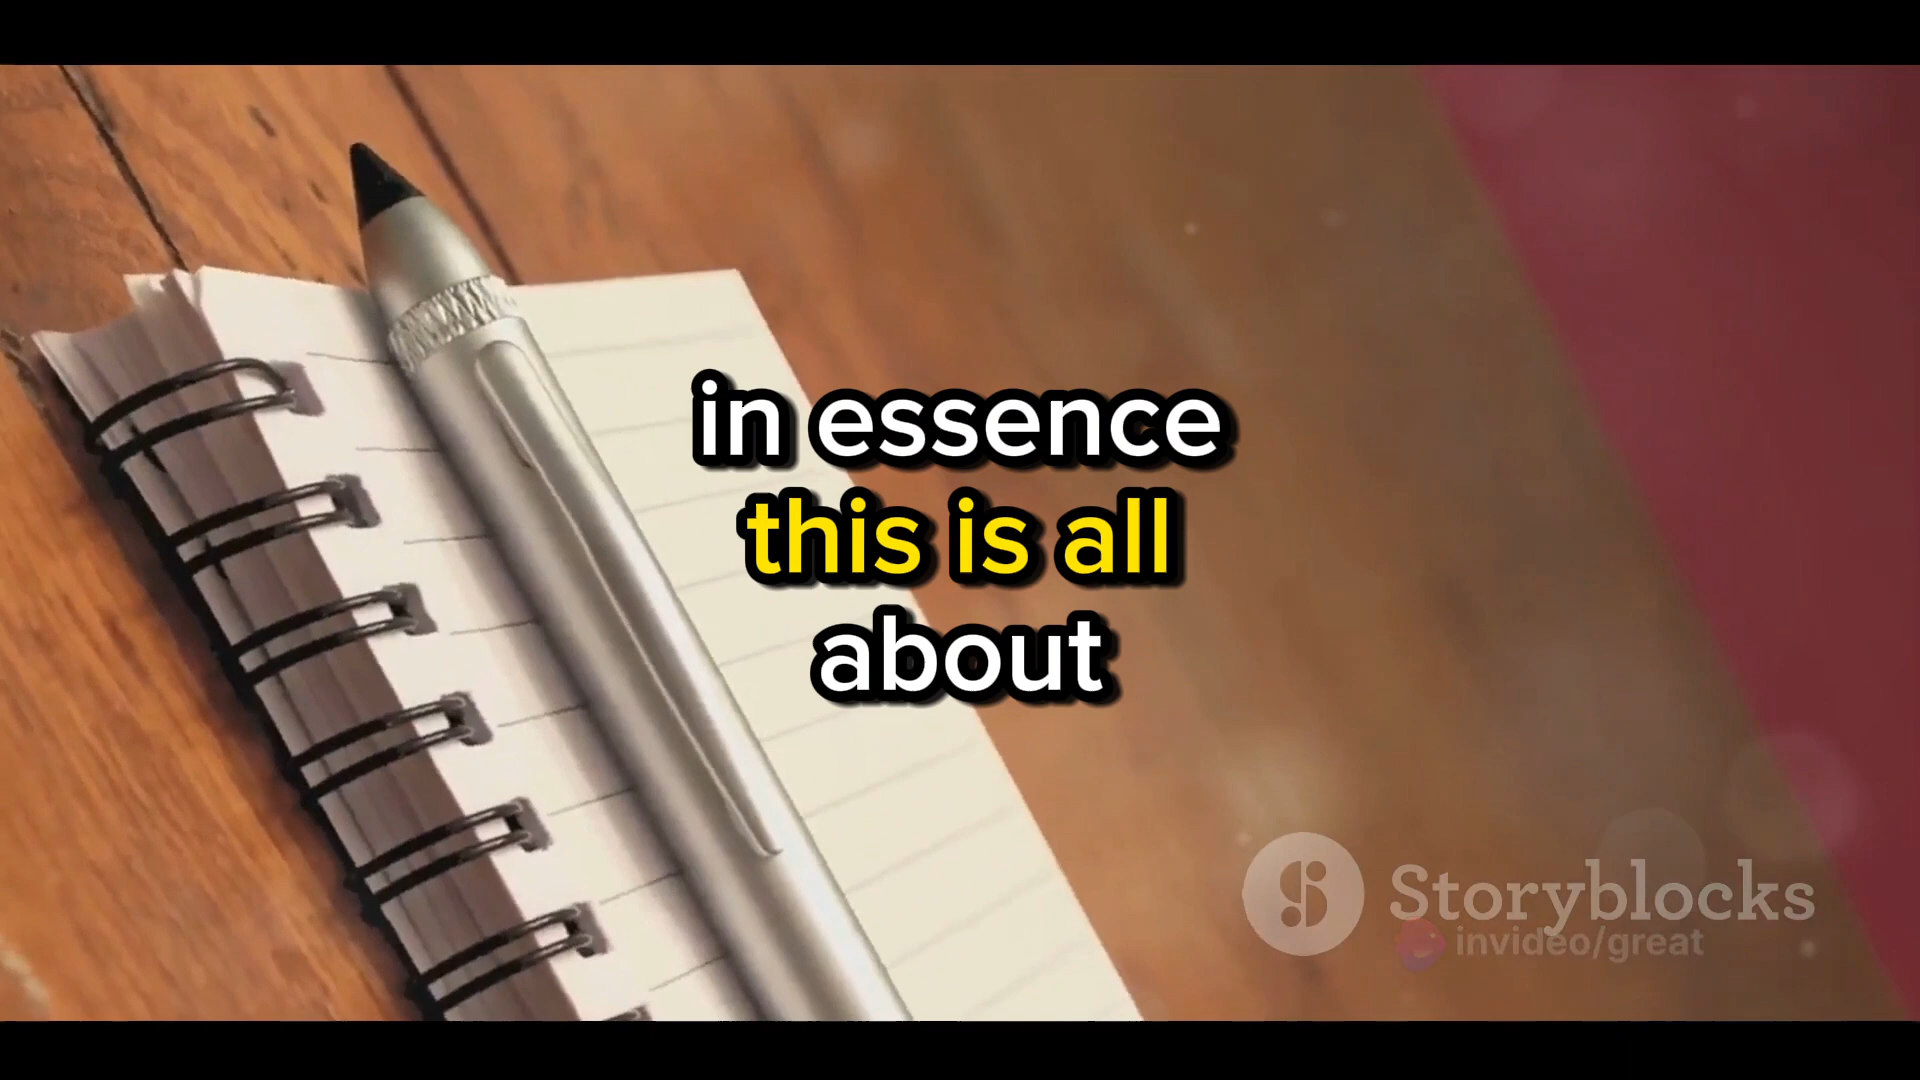 in essence
this is all
about
Storyblocks
invideo/great